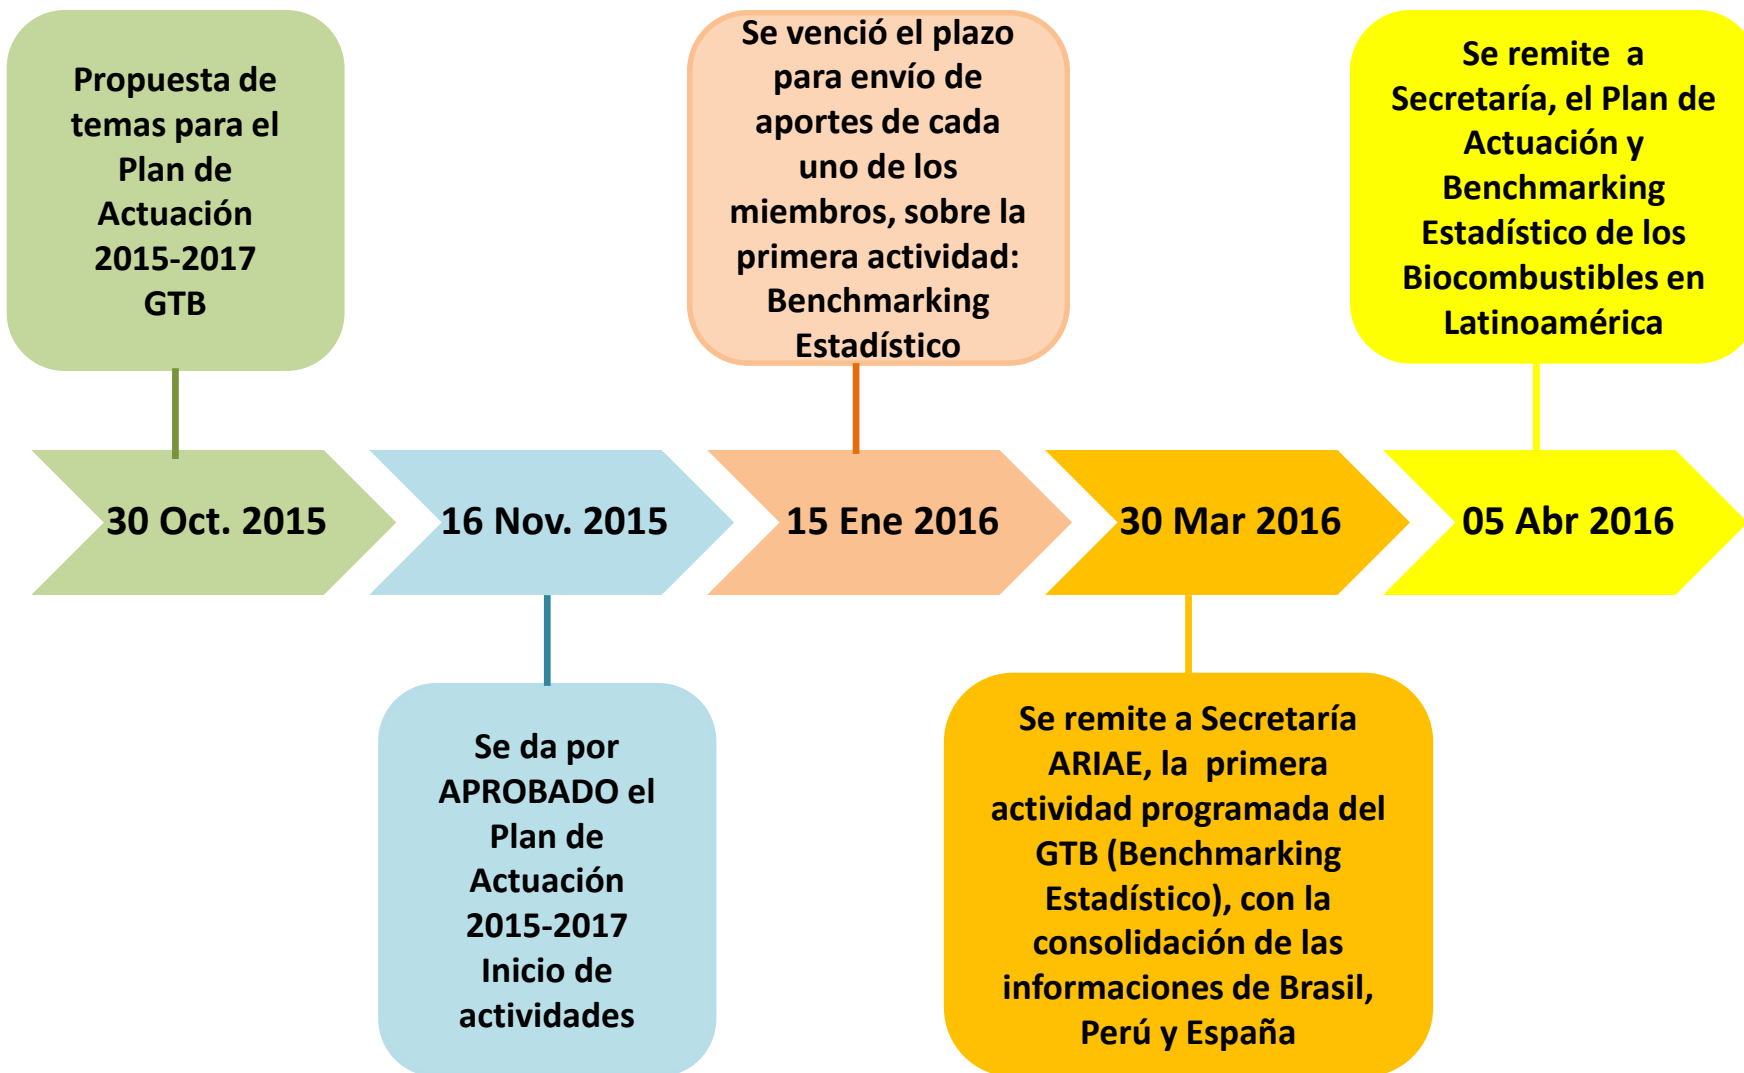 Propuesta de
temas para el
Plan de
Actuación
2015-2017
GTB
Se venció el plazo
para envío de
aportes de cada
uno de los
miembros, sobre la
primera actividad:
Benchmarking
Estadístico
Se remite a
Secretaría, el Plan de
Actuación y
Benchmarking
Estadístico de los
Biocombustibles en
Latinoamérica
30 Oct. 2015
16 Nov. 2015
15 Ene 2016
30 Mar 2016
05 Abr 2016
Se da por
APROBADO el
Plan de
Actuación
2015-2017
Inicio de
actividades
Se remite a Secretaría
ARIAE, la primera
actividad programada del
GTB (Benchmarking
Estadístico), con la
consolidación de las
informaciones de Brasil,
Perú y España